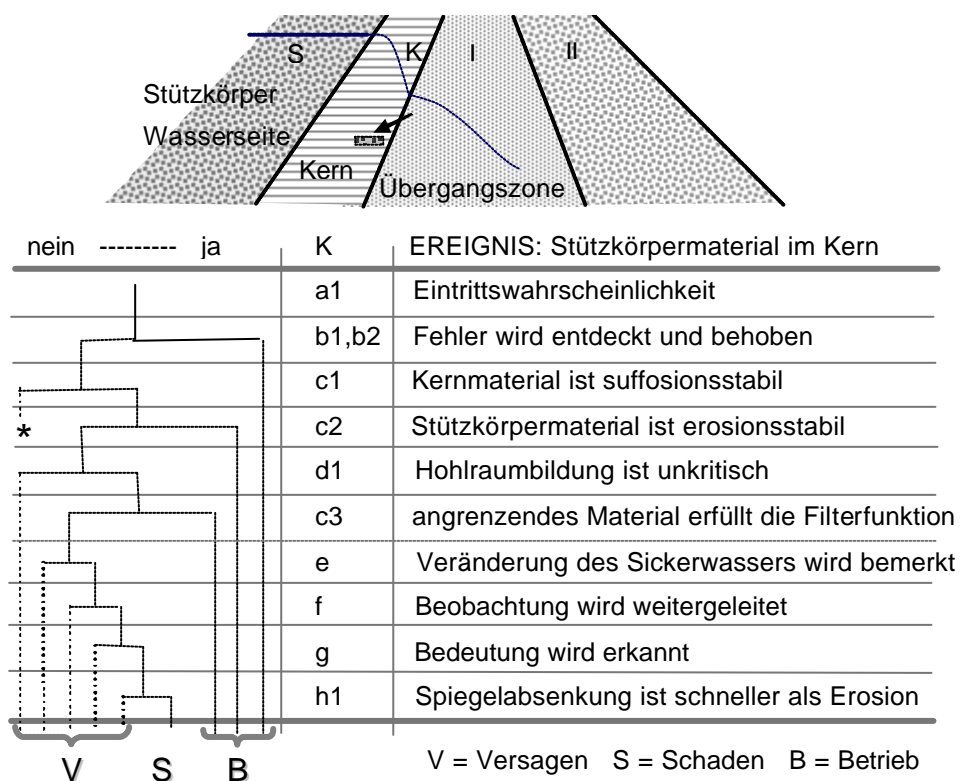 S K I II
Stützkörper
Wasserseite
Kern
Übergangszone
nein --------- ja K EREIGNIS: Stützkörpermaterial im Kern
a1 Eintrittswahrscheinlichkeit
b1,b2 Fehler wird entdeckt und behoben
c1 Kernmaterial ist suffosionsstabil
* c2 Stützkörpermaterial ist erosionsstabil
d1 Hohlraumbildung ist unkritisch
c3 angrenzendes Material erfüllt die Filterfunktion
e Veränderung des Sickerwassers wird bemerkt
f Beobachtung wird weitergeleitet
g Bedeutung wird erkannt
h1 Spiegelabsenkung ist schneller als Erosion
V S B V = Versagen S = Schaden B = Betrieb